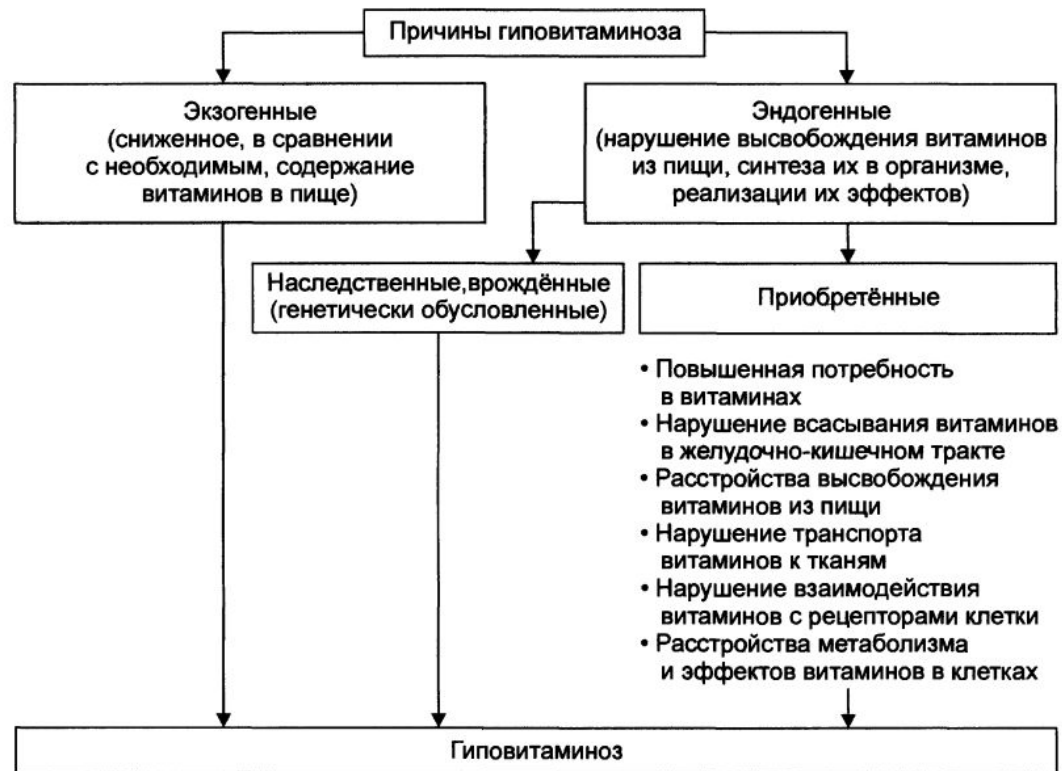 Причины гиповитаминоза
Экзогенные
(сниженное, в сравнении
с необходимым, содержание
витаминов в пище)
Эндогенные
(нарушение высвобождения витаминов
из пищи, синтеза их в организме,
реализации их эффектов)
Наследственные,врождённые
(генетически обусловленные)
Приобретённые
• Повышенная потребность
в витаминах
• Нарушение всасывания витаминов
в желудочно-кишечном тракте
• Расстройства высвобождения
витаминов из пищи
• Нарушение транспорта
витаминов к тканям
• Нарушение взаимодействия
витаминов с рецепторами клетки
• Расстройства метаболизма
и эффектов витаминов в клетках
Гиповитаминоз